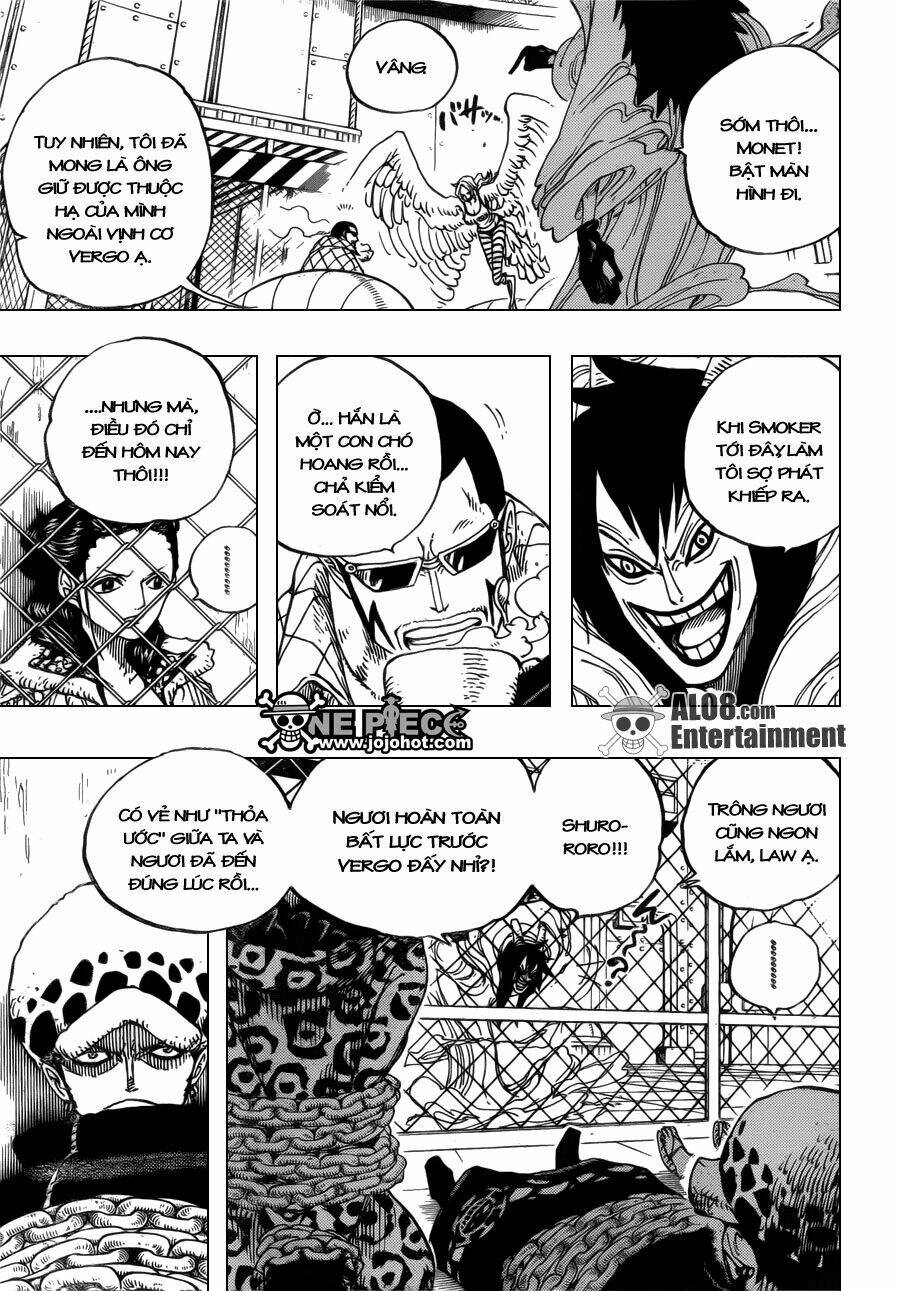 SỚM THÔI...
MONET!
BẬT MÀN
HÌNH ĐI.
VÂNG.
バサッ…
TUY NHIÊN, TÔI ĐÃ
MONG LÀ ÔNG
GIỮ ĐƯỢC THUỘC
HẠ CỦA MÌNH
NGOÀI VỊNH CƠ
VERGO Ạ.
KHI SMOKER
TỚI ĐÂY, LÀM
TÔI SỢ PHÁT
KHIẾP RA.
Ờ... HẮN LÀ
MỘT CON CHÓ
HOANG RỒI...
CHẢ KIỂM
SOÁT NỔI.
....NHƯNG MÀ,
ĐIỀU ĐÓ CHỈ
ĐẾN HÔM NAY
THÔI!!!
ONE PIECE
www.jojohot.com
ALO8.com
Entertainment
TRÔNG NGƯƠI
CŨNG NGON
LẮM, LAW Ạ.
SHURO-
RORO!!!
NGƯƠI HOÀN TOÀN
BẤT LỰC TRƯỚC
VERGO ĐẤY NHỈ?!
CÓ VẺ NHƯ "THỎA
ƯỚC" GIỮA TA VÀ
NGƯƠI ĐÃ ĐẾN
ĐÚNG LÚC RỒI...